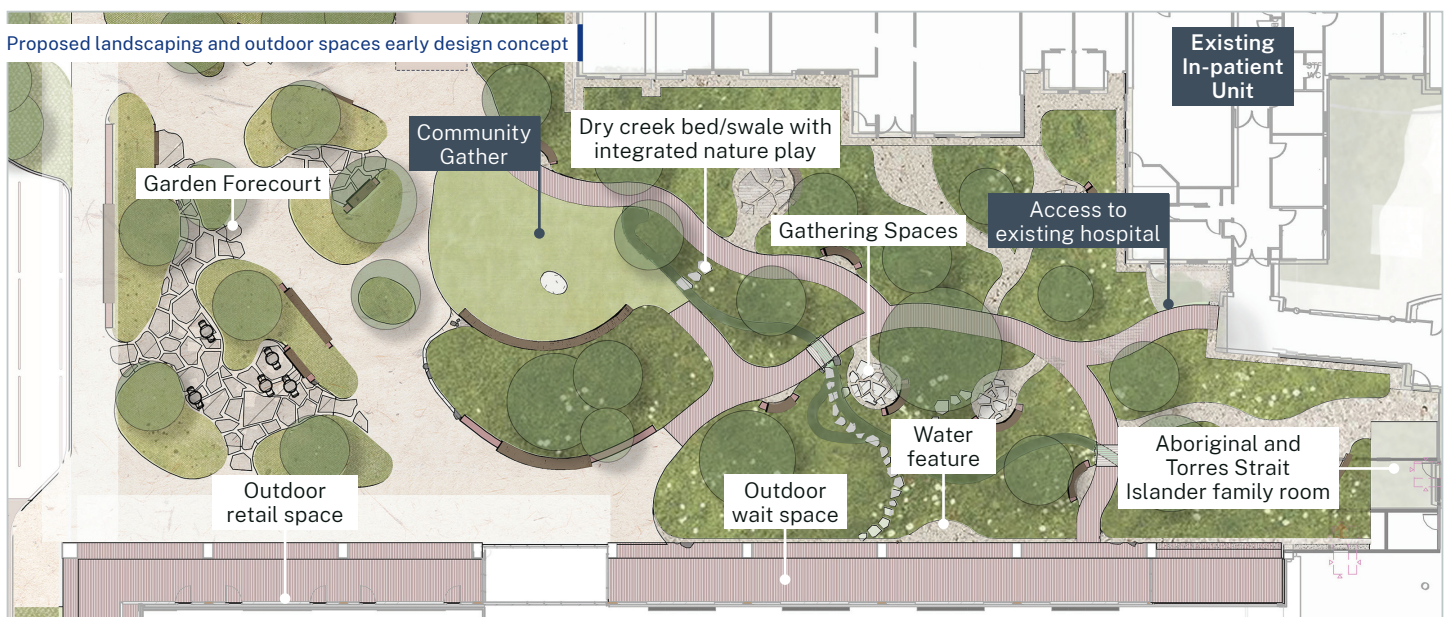 Proposed landscaping and outdoor spaces early design concept
Existing
In-patient
Unit
Community
Gather
Dry creek bed/swale with
integrated nature play
Garden Forecourt
Gathering Spaces
Access to
existing hospital
Water
feature
Aboriginal and
Torres Strait
Islander family room
Outdoor
retail space
Outdoor
wait space